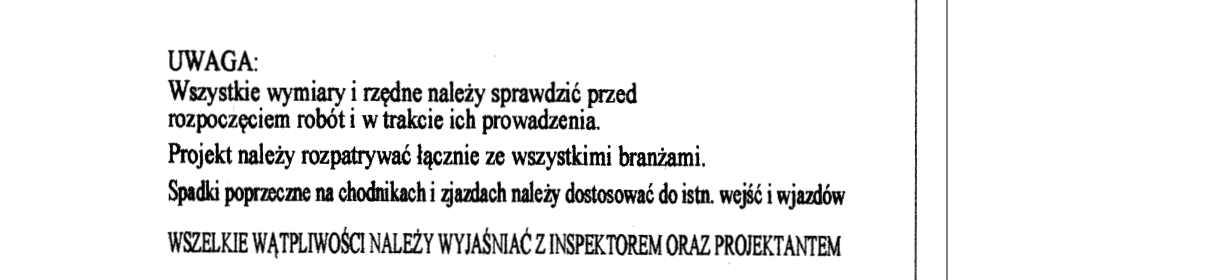 UWAGA:
Wszystkie wymiary i rzędne należy sprawdzić przed
rozpoczęciem robót i w trakcie ich prowadzenia.
Projekt należy rozpatrywać łącznie ze wszystkimi branżami.
Spadki poprzeczne na chodnikach i zjazdach należy dostosować do istn. wejść i wjazdów
WSZELKIE WĄTPLIWOŚCI NALEŻY WYJAŚNIAĆ Z INSPEKTOREM ORAZ PROJEKTANTEM